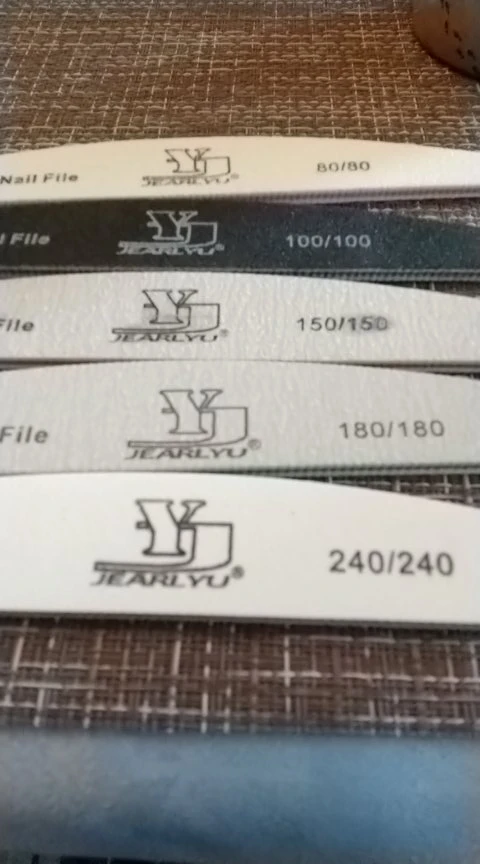 Nail File YJ JEARLYU 80/80
l File YJ JEARLYU® 100/100
File YJ JEARLYU® 150/150
File YJ JEARLYU® 180/180
YJ JEARLYU® 240/240